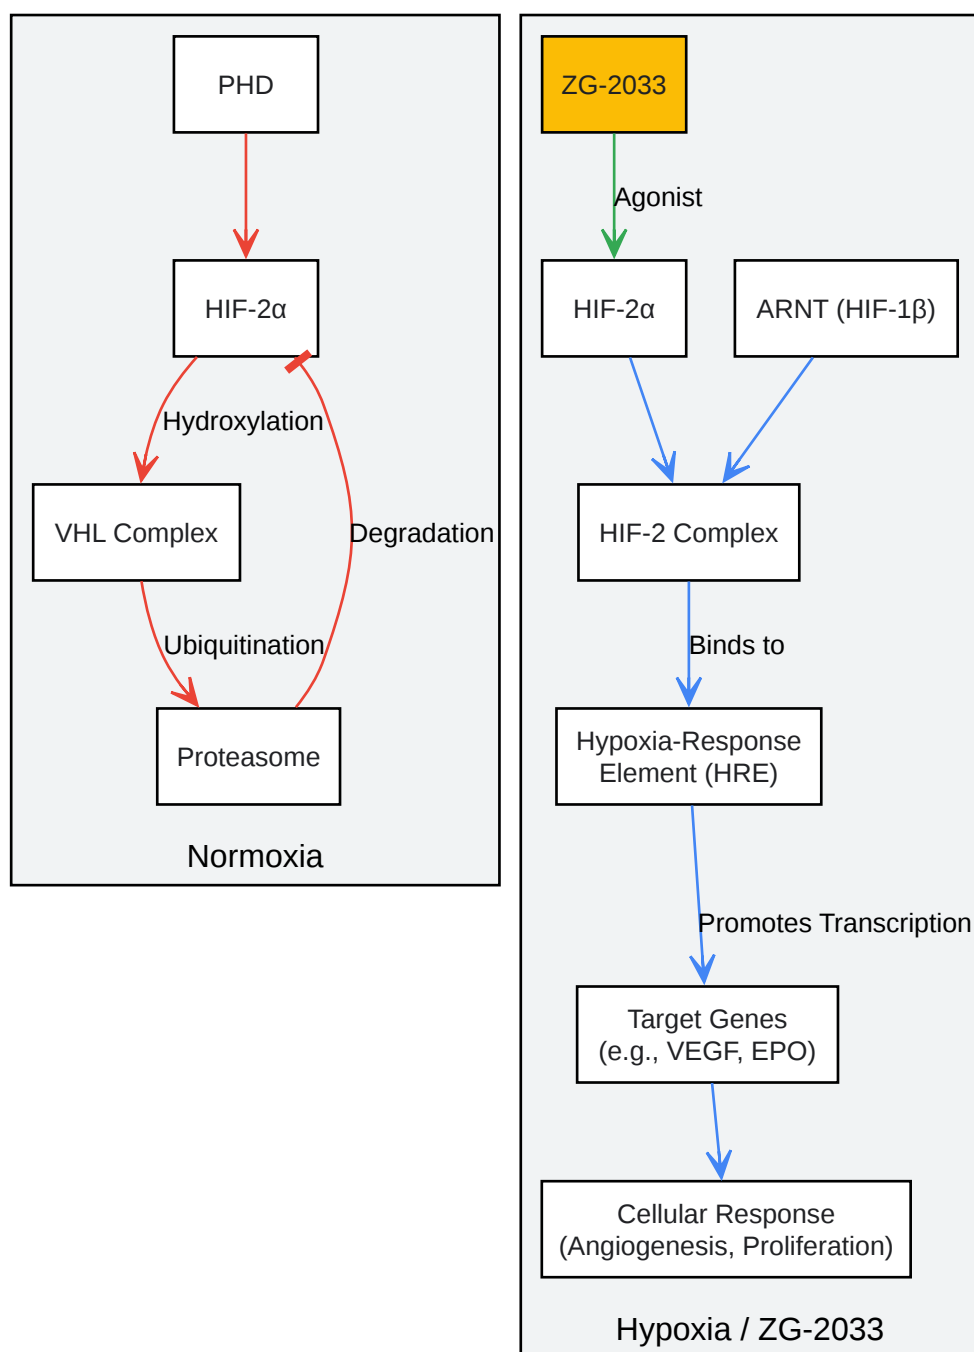 PHD
HIF-2α
Hydroxylation
VHL Complex
Degradation
Ubiquitination
Proteasome
Normoxia
ZG-2033
Agonist
HIF-2α
ARNT (HIF-1β)
HIF-2 Complex
Binds to
Hypoxia-Response
Element (HRE)
Promotes Transcription
Target Genes
(e.g., VEGF, EPO)
Cellular Response
(Angiogenesis, Proliferation)
Hypoxia / ZG-2033